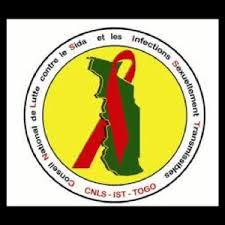 Conseil National de Lutte contre le Sida et les Infections Sexuellement Transmissibles
CNLS - IST - TOGO